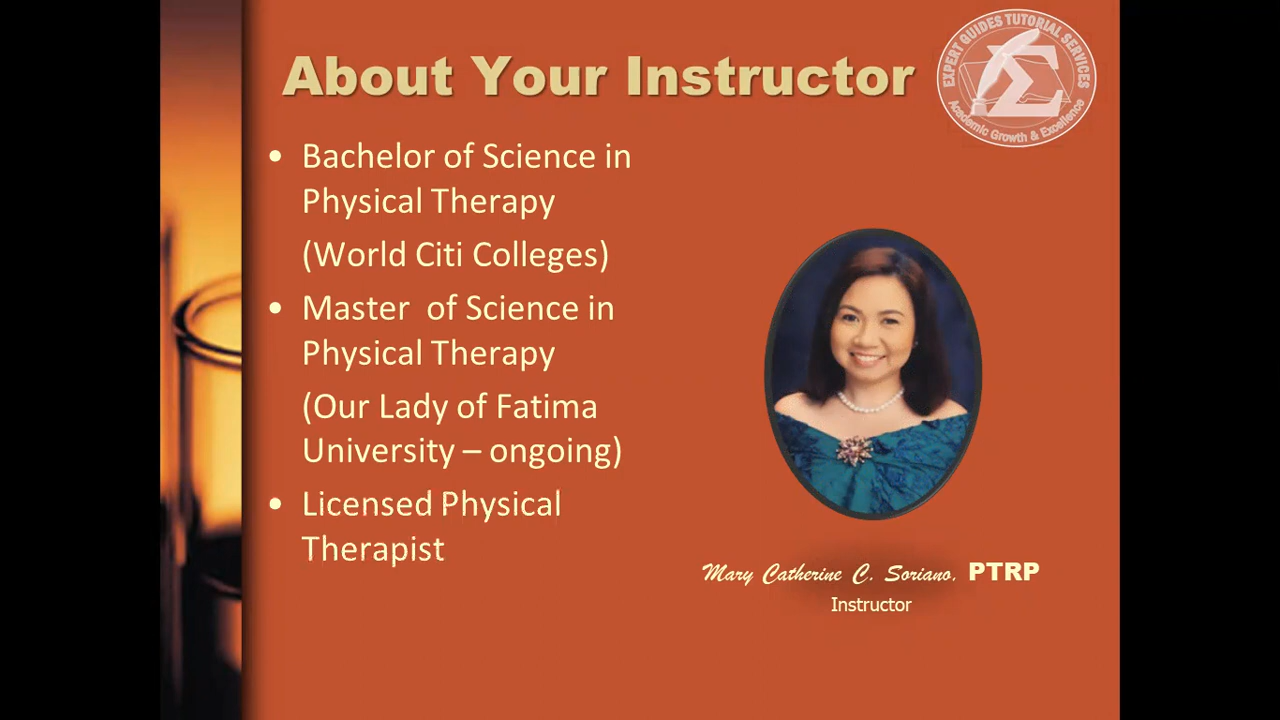 About Your Instructor
EXPERT GUIDES TUTORIAL SERVICES
Academic Growth & Excellence
Σ
• Bachelor of Science in
Physical Therapy
(World Citi Colleges)
• Master of Science in
Physical Therapy
(Our Lady of Fatima
University – ongoing)
• Licensed Physical
Therapist
Mary Catherine C. Soriano, PTRP
Instructor